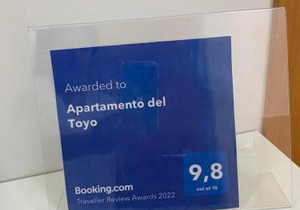 Awarded to
Apartamento del
Toyo
9,8
out of 10
Booking.com
Traveller Review Awards 2022